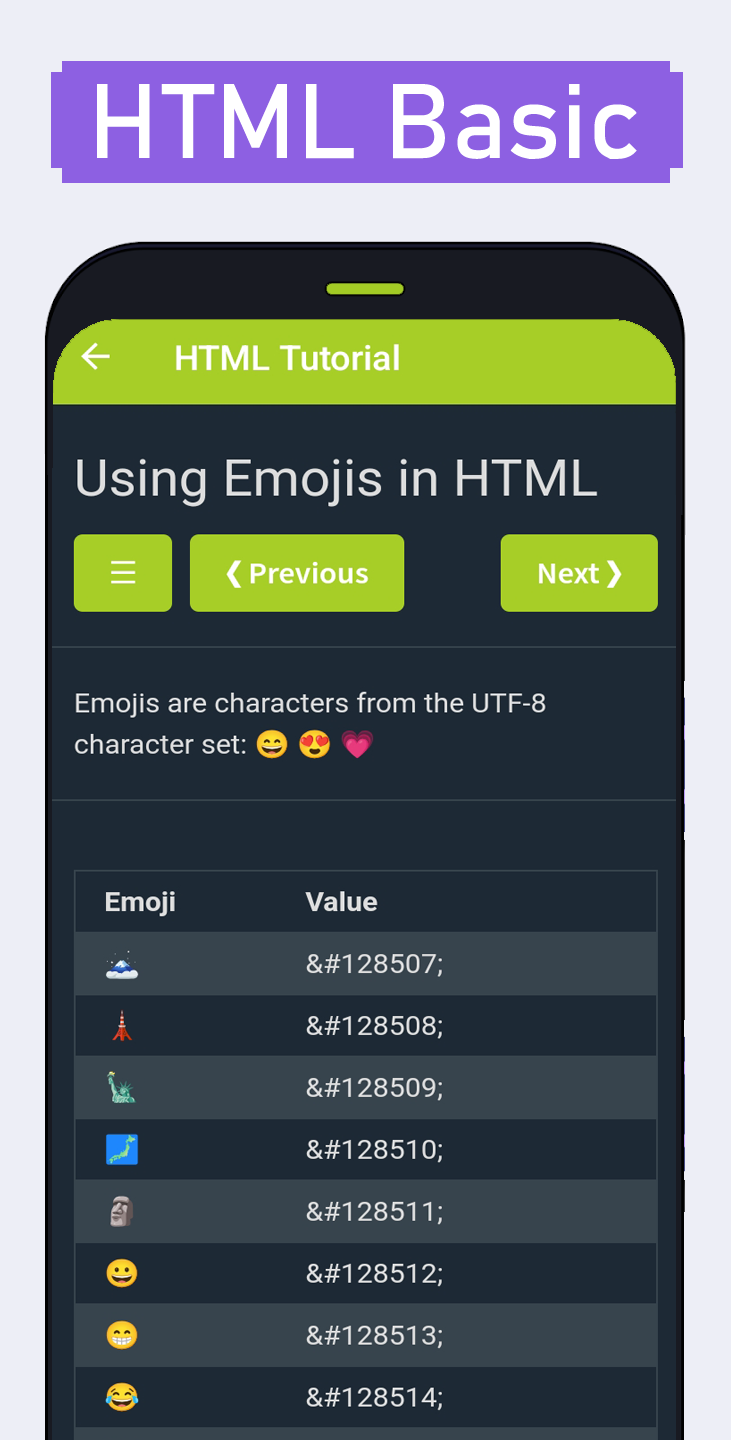 HTML Basic
HTML Tutorial
Using Emojis in HTML
☰ ❮ Previous Next ❯
Emojis are characters from the UTF-8
character set: 😄 😍 💗
Emoji Value
🗻 &#128507;
🗼 &#128508;
🗽 &#128509;
🗾 &#128510;
🗿 &#128511;
😀 &#128512;
😁 &#128513;
😂 &#128514;